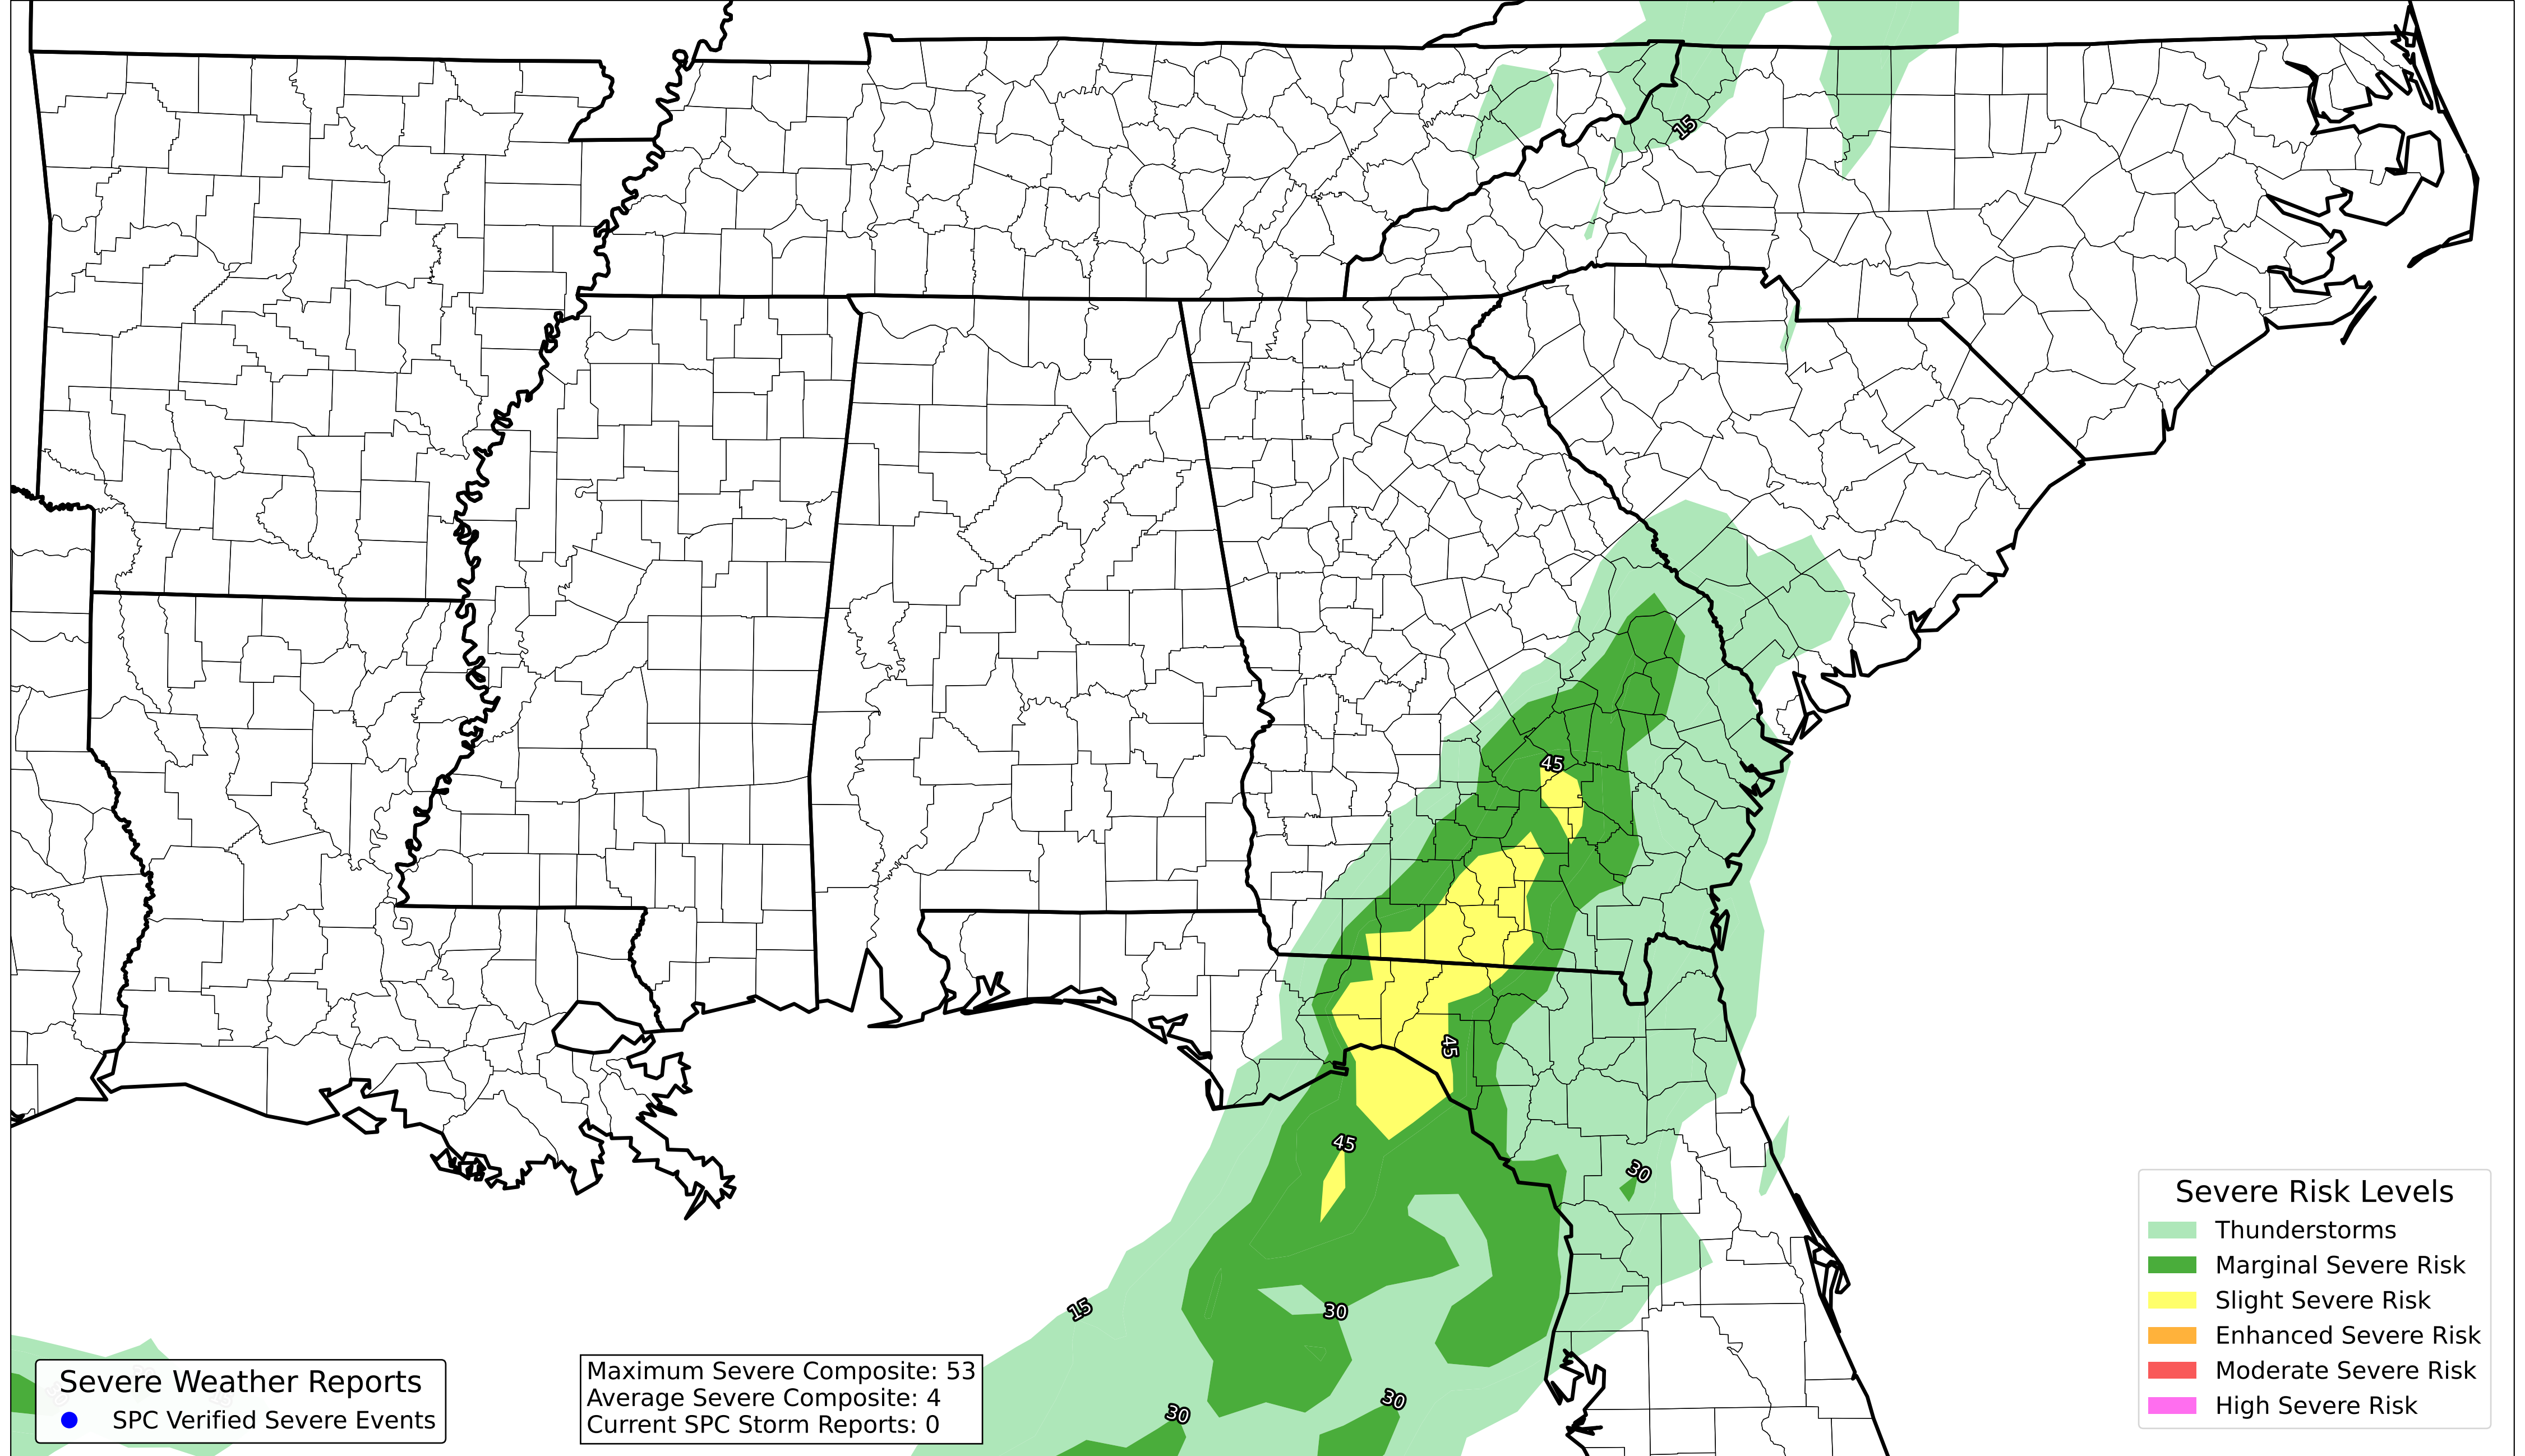 15
45
45
45
30
15
30
30
30
Severe Weather Reports
SPC Verified Severe Events
Maximum Severe Composite: 53
Average Severe Composite: 4
Current SPC Storm Reports: 0
Severe Risk Levels
Thunderstorms
Marginal Severe Risk
Slight Severe Risk
Enhanced Severe Risk
Moderate Severe Risk
High Severe Risk